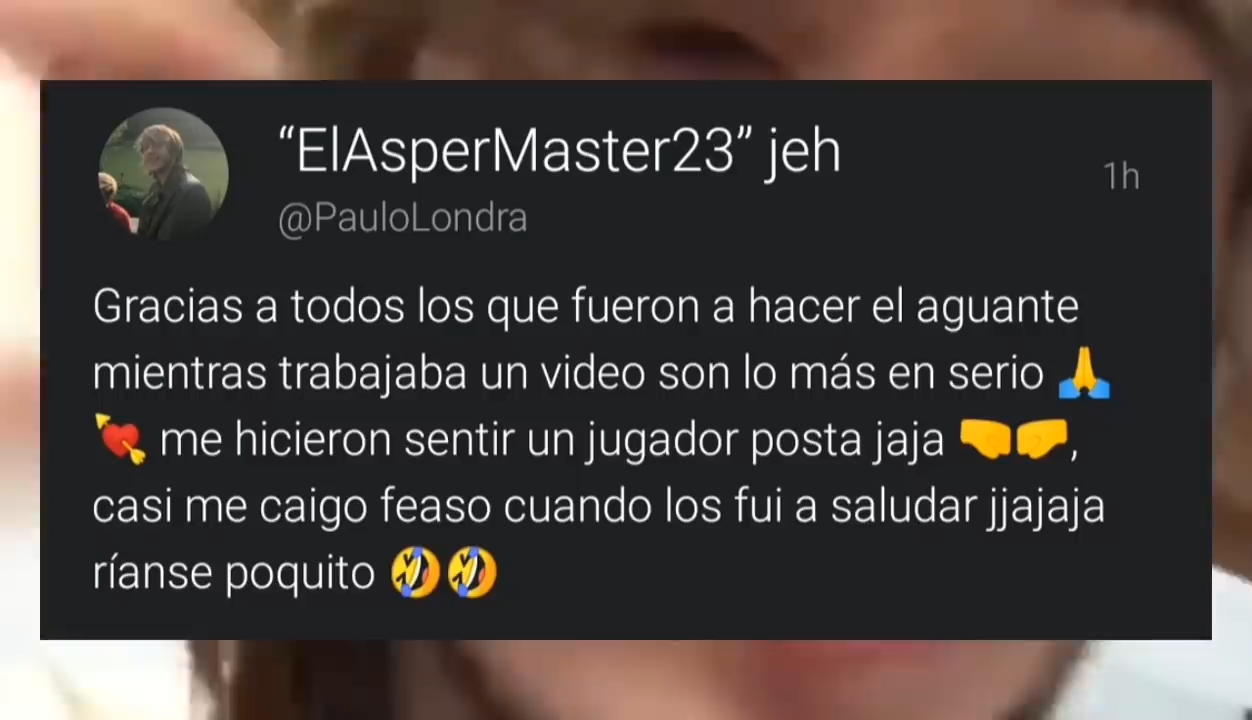 “ElAsperMaster23” jeh
1h
@PauloLondra
Gracias a todos los que fueron a hacer el aguante
mientras trabajaba un video son lo más en serio 🙏
💘 me hicieron sentir un jugador posta jaja 🤜🤛,
casi me caigo feaso cuando los fui a saludar jjajaja
ríanse poquito 🤣🤣